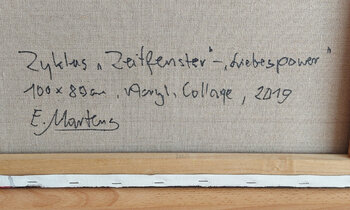 Zyklus „Zeitfenster" – „Liebespower"
100 x 80 cm, Acryl, Collage, 2019
E. Martens